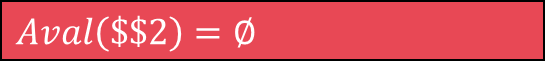 Aval($$2) = ∅